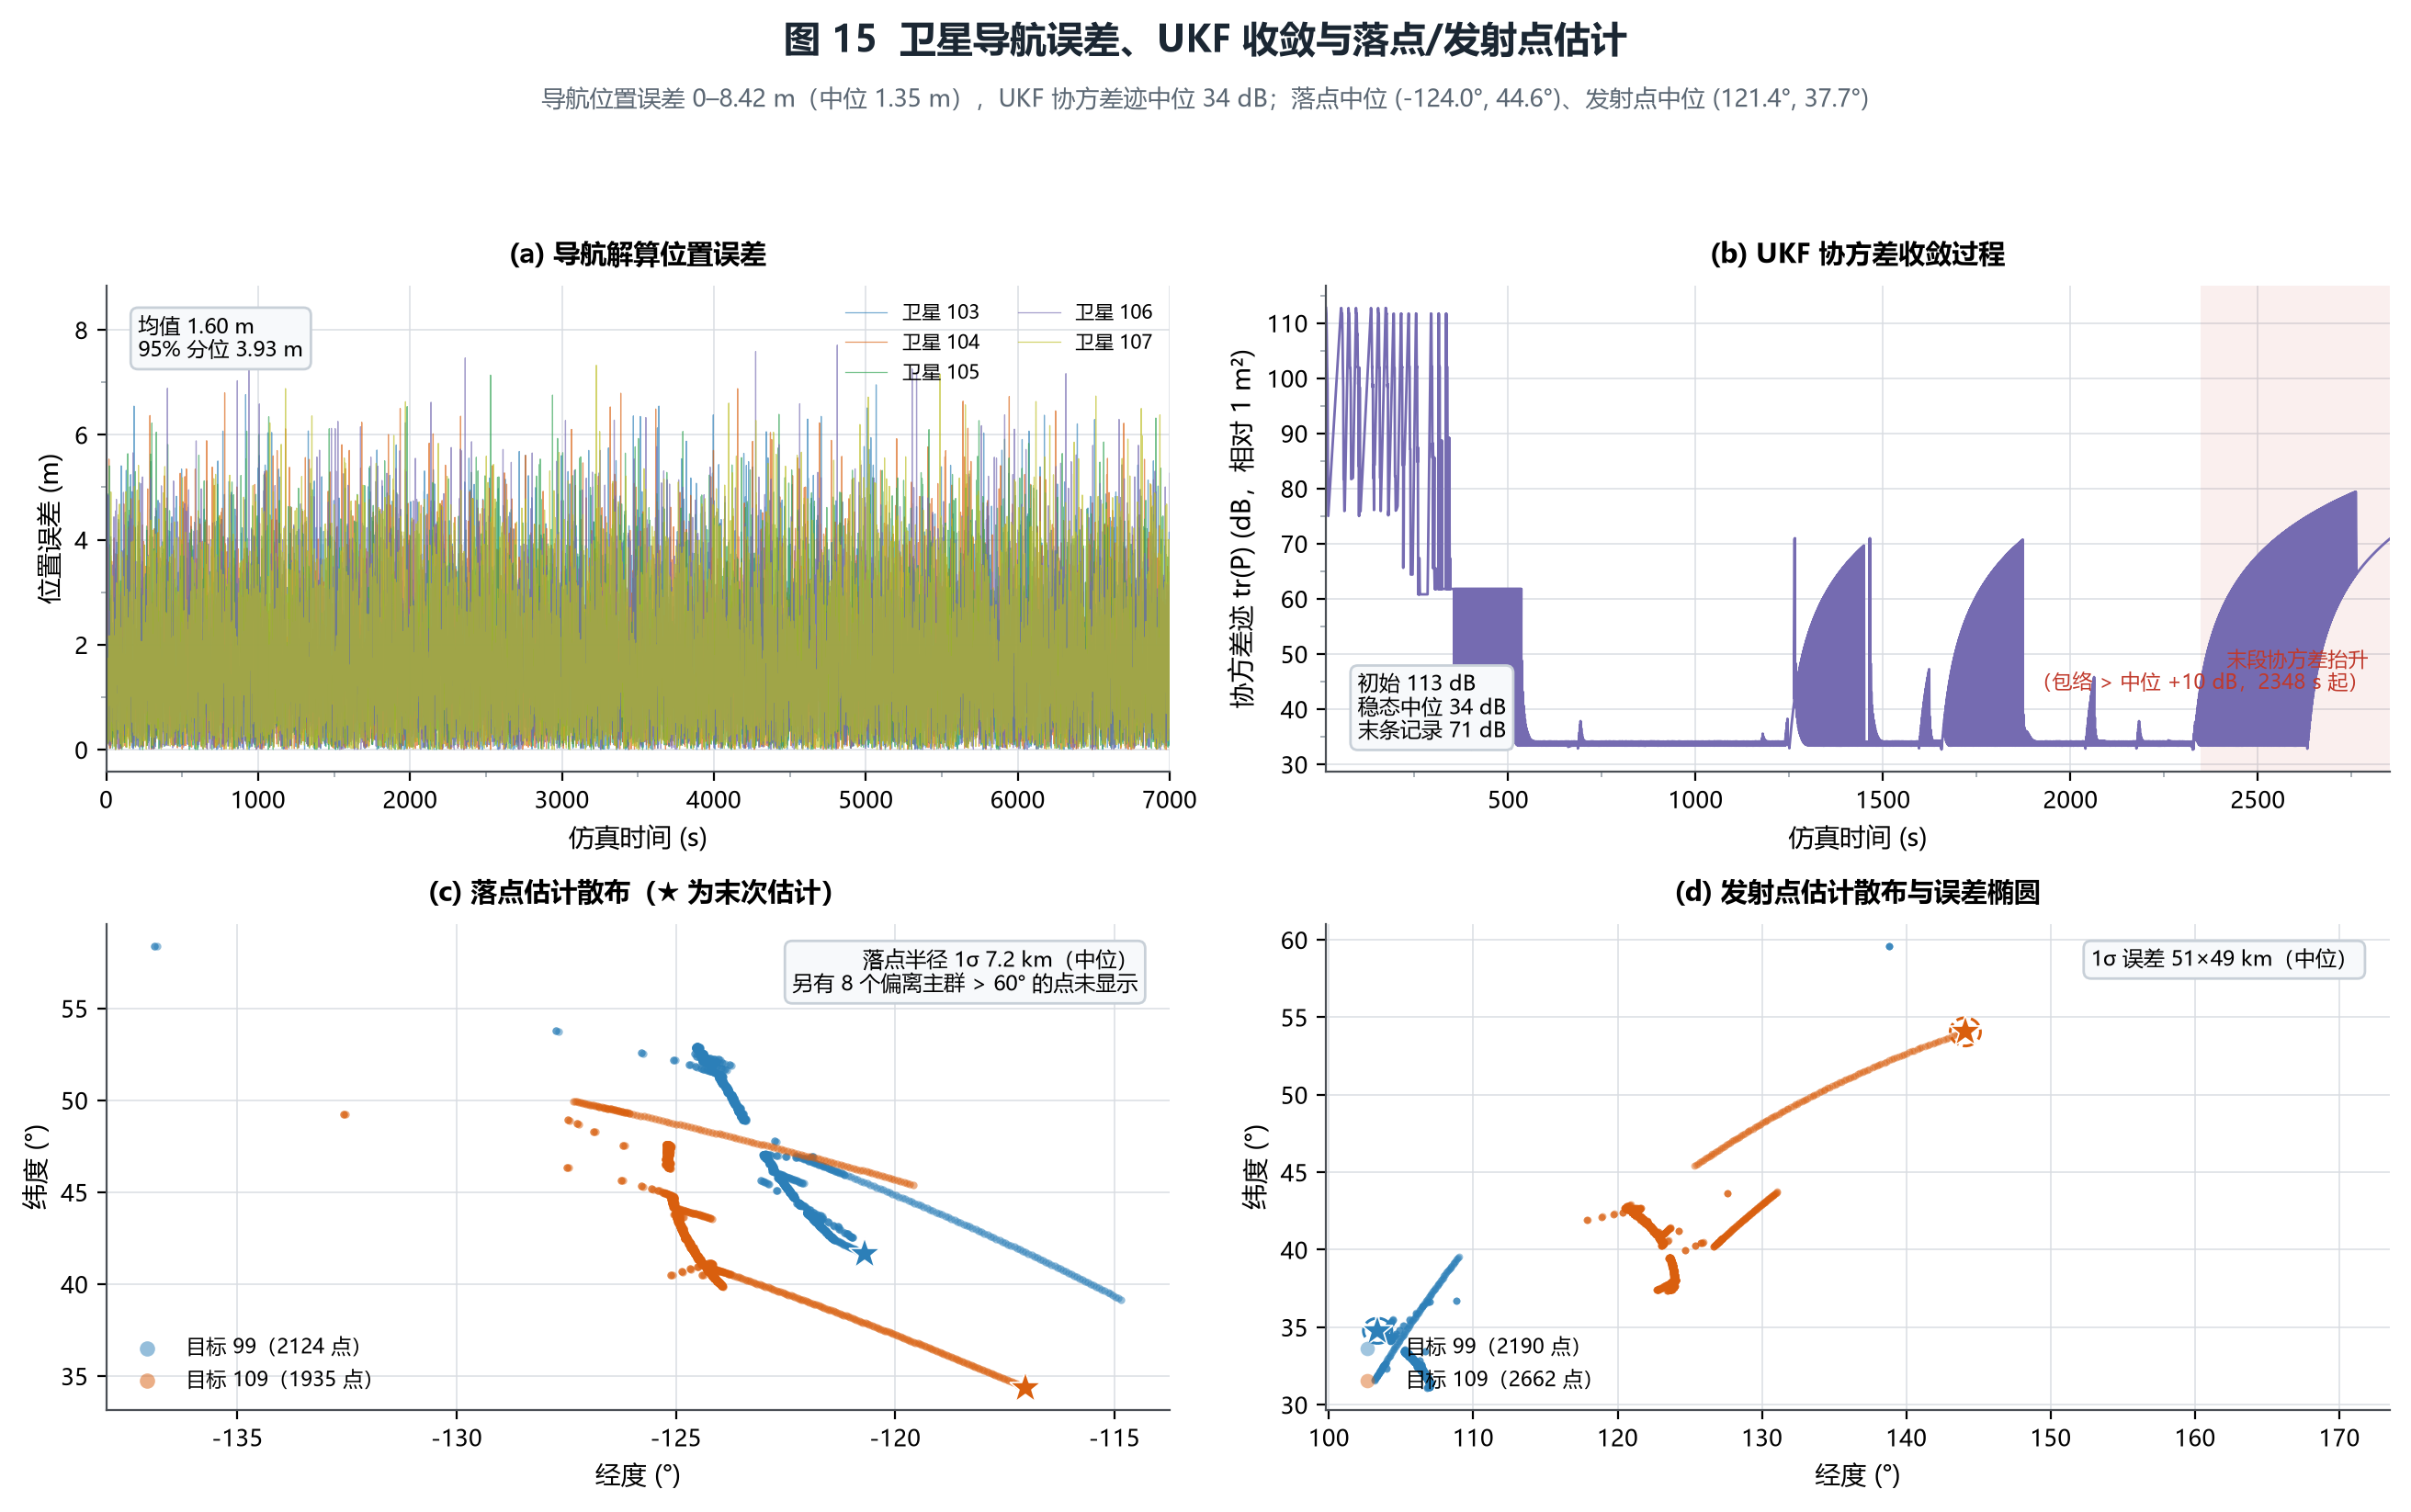 图 15 卫星导航误差、UKF 收敛与落点/发射点估计
导航位置误差 0–8.42 m（中位 1.35 m），UKF 协方差迹中位 34 dB；落点中位 (-124.0°, 44.6°)、发射点中位 (121.4°, 37.7°)
(a) 导航解算位置误差
均值 1.60 m
95% 分位 3.93 m
卫星 103
卫星 104
卫星 105
卫星 106
卫星 107
位置误差 (m)
8
6
4
2
0
0 1000 2000 3000 4000 5000 6000 7000
仿真时间 (s)
(b) UKF 协方差收敛过程
协方差迹 tr(P) (dB，相对 1 m²)
110
100
90
80
70
60
50
40
30
初始 113 dB
稳态中位 34 dB
末条记录 71 dB
末段协方差抬升
（包络 > 中位 +10 dB，2348 s 起）
500 1000 1500 2000 2500
仿真时间 (s)
(c) 落点估计散布（★ 为末次估计）
落点半径 1σ 7.2 km（中位）
另有 8 个偏离主群 > 60° 的点未显示
纬度 (°)
55
50
45
40
35
目标 99（2124 点）
目标 109（1935 点）
-135 -130 -125 -120 -115
经度 (°)
(d) 发射点估计散布与误差椭圆
1σ 误差 51×49 km（中位）
纬度 (°)
60
55
50
45
40
35
30
目标 99（2190 点）
目标 109（2662 点）
100 110 120 130 140 150 160 170
经度 (°)